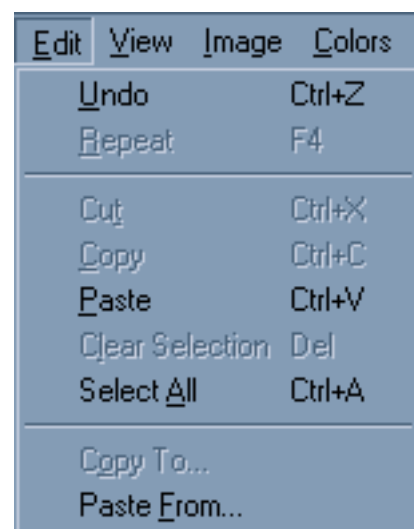 Edit View Image Colors
Undo Ctrl+Z
Repeat F4
Cut Ctrl+X
Copy Ctrl+C
Paste Ctrl+V
Clear Selection Del
Select All Ctrl+A
Copy To...
Paste From...